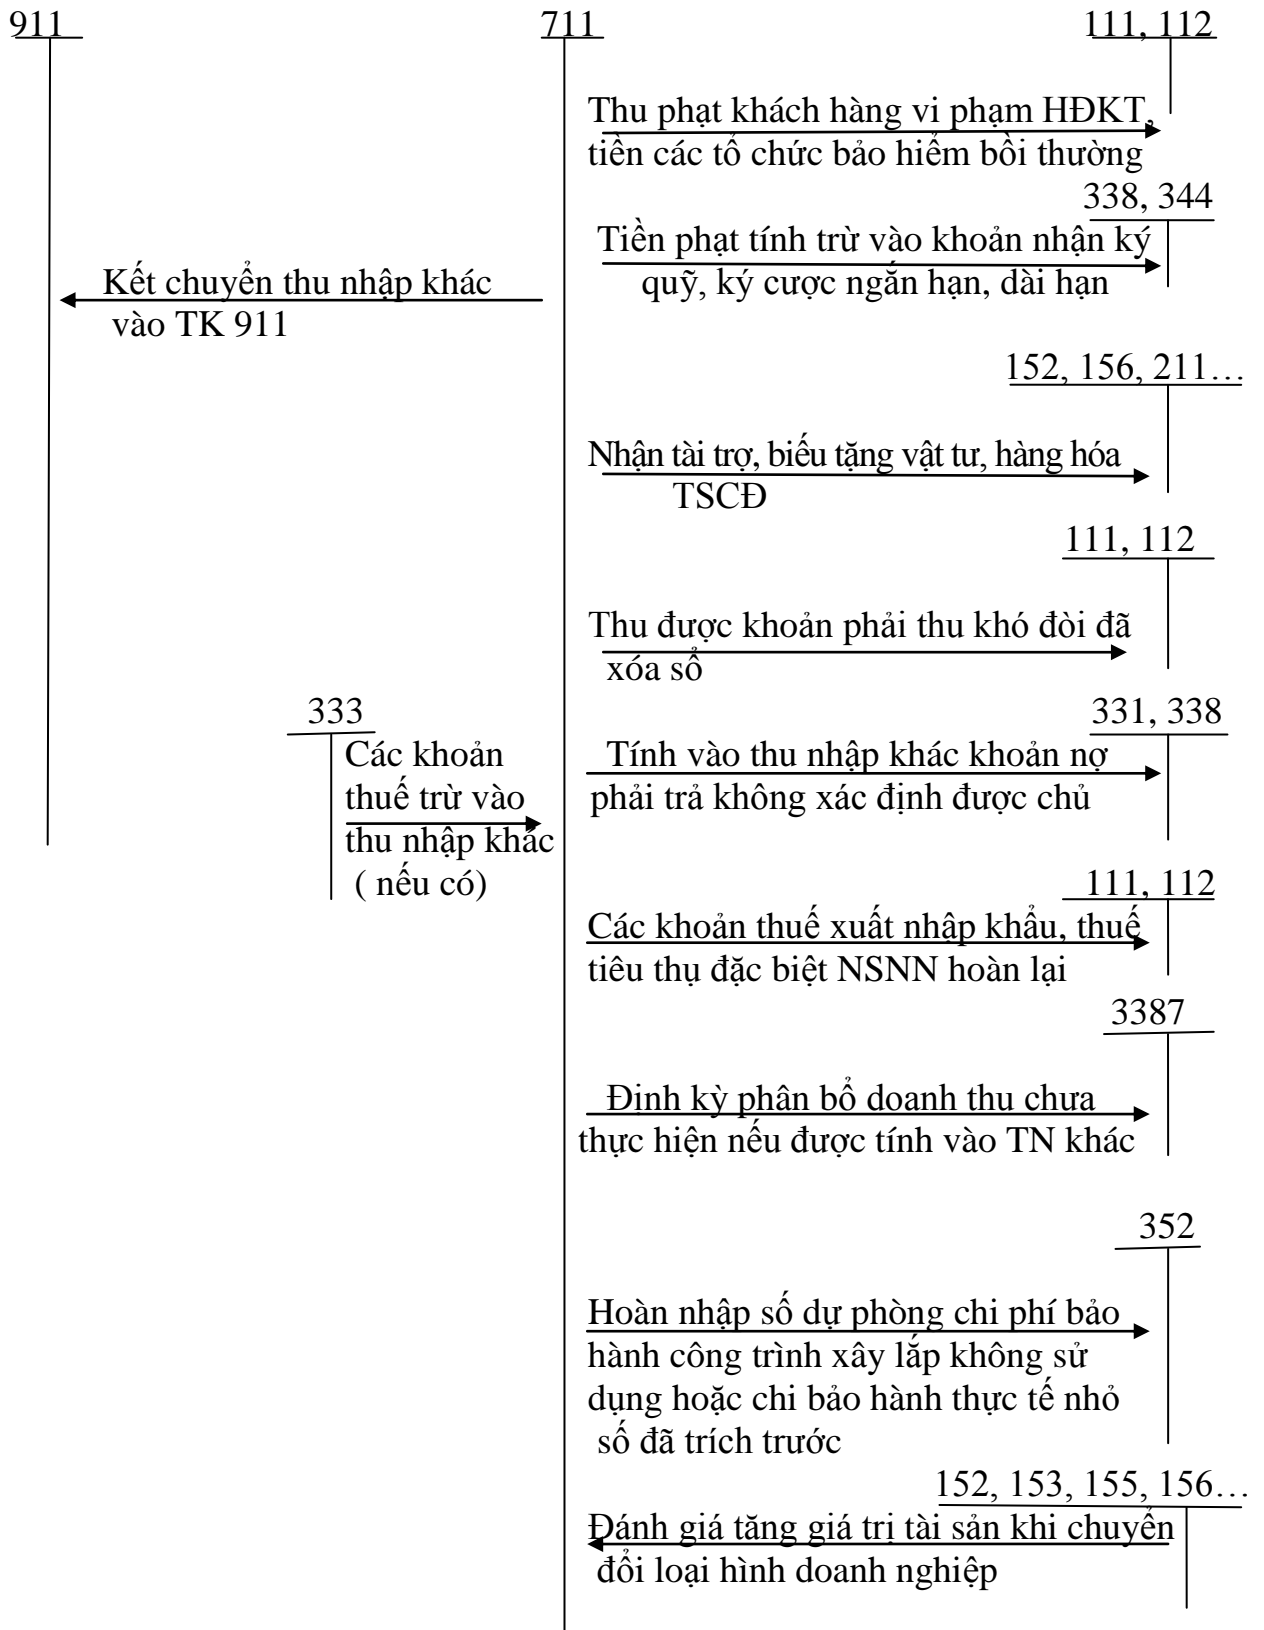 911
711
111, 112
Thu phạt khách hàng vi phạm HĐKT,
tiền các tổ chức bảo hiểm bồi thường
338, 344
Tiền phạt tính trừ vào khoản nhận ký
quỹ, ký cược ngắn hạn, dài hạn
Kết chuyển thu nhập khác
vào TK 911
152, 156, 211…
Nhận tài trợ, biếu tặng vật tư, hàng hóa
TSCĐ
111, 112
Thu được khoản phải thu khó đòi đã
xóa sổ
333
Các khoản
thuế trừ vào
thu nhập khác
( nếu có)
331, 338
Tính vào thu nhập khác khoản nợ
phải trả không xác định được chủ
111, 112
Các khoản thuế xuất nhập khẩu, thuế
tiêu thụ đặc biệt NSNN hoàn lại
3387
Định kỳ phân bổ doanh thu chưa
thực hiện nếu được tính vào TN khác
352
Hoàn nhập số dự phòng chi phí bảo
hành công trình xây lắp không sử
dụng hoặc chi bảo hành thực tế nhỏ
số đã trích trước
152, 153, 155, 156…
Đánh giá tăng giá trị tài sản khi chuyển
đổi loại hình doanh nghiệp